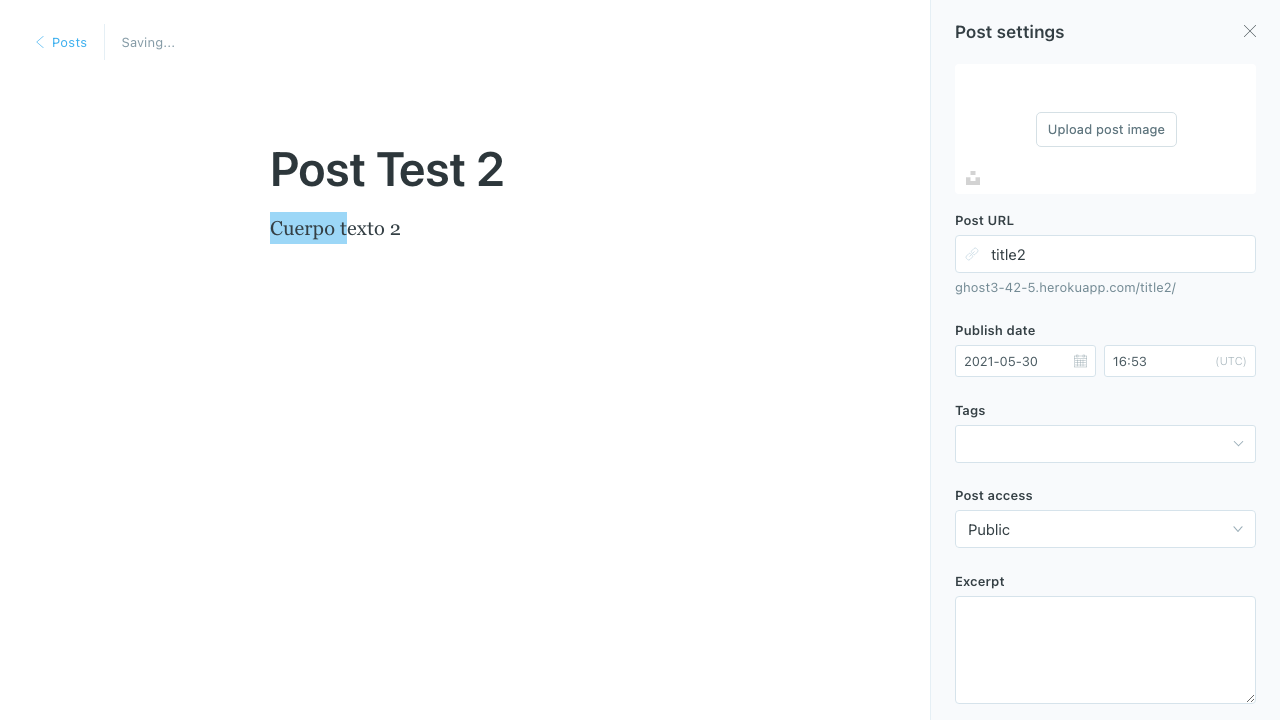 Posts
Saving...
Post Test 2
Cuerpo texto 2
Post settings
Upload post image
Post URL
title2
ghost3-42-5.herokuapp.com/title2/
Publish date
2021-05-30
16:53 (UTC)
Tags
Post access
Public
Excerpt